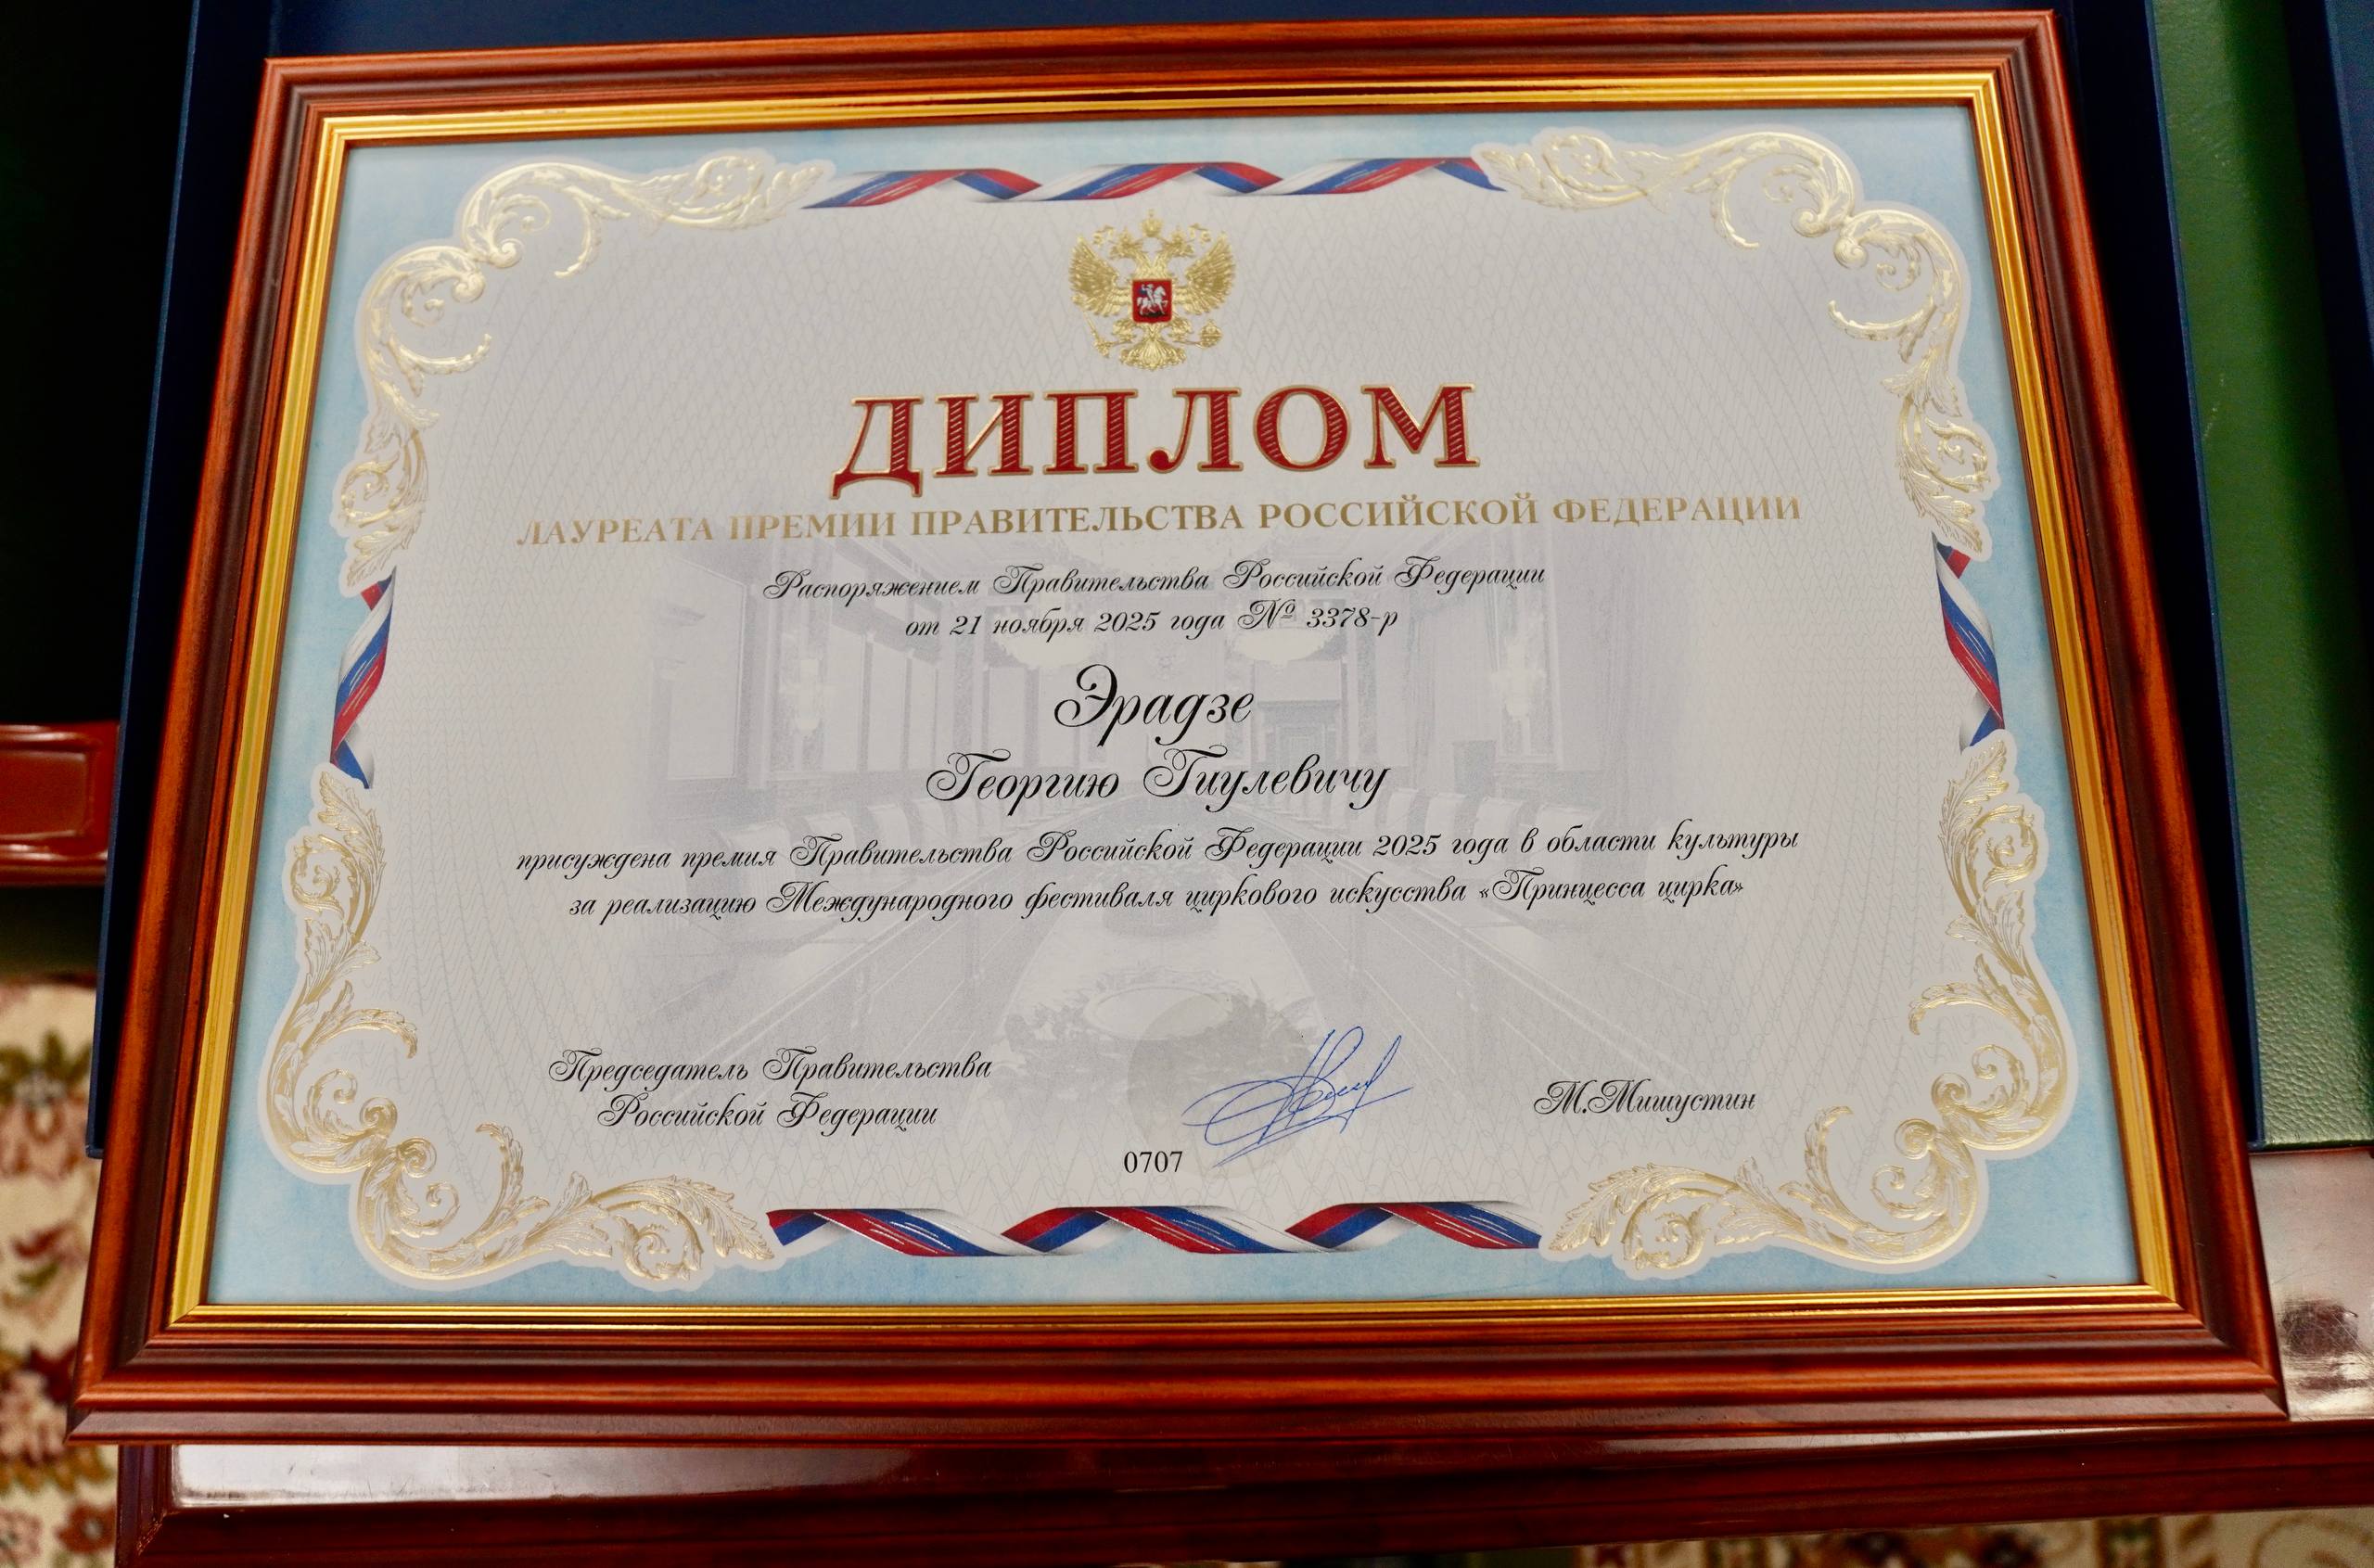 ДИПЛОМ
ЛАУРЕАТА ПРЕМИИ ПРАВИТЕЛЬСТВА РОССИЙСКОЙ ФЕДЕРАЦИИ
Распоряжением Правительства Российской Федерации
от 21 ноября 2025 года № 3378-р
Эрадзе
Георгию Гиулевичу
присуждена премия Правительства Российской Федерации 2025 года в области культуры
за реализацию Международного фестиваля циркового искусства «Принцесса цирка»
Председатель Правительства
Российской Федерации
М.Мишустин
0707